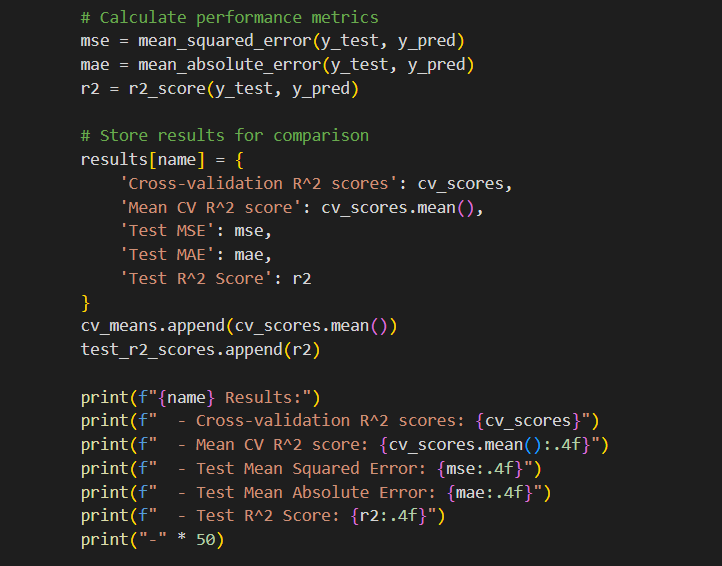 # Calculate performance metrics
mse = mean_squared_error(y_test, y_pred)
mae = mean_absolute_error(y_test, y_pred)
r2 = r2_score(y_test, y_pred)

# Store results for comparison
results[name] = {
    'Cross-validation R^2 scores': cv_scores,
    'Mean CV R^2 score': cv_scores.mean(),
    'Test MSE': mse,
    'Test MAE': mae,
    'Test R^2 Score': r2
}
cv_means.append(cv_scores.mean())
test_r2_scores.append(r2)

print(f"{name} Results:")
print(f"  - Cross-validation R^2 scores: {cv_scores}")
print(f"  - Mean CV R^2 score: {cv_scores.mean():.4f}")
print(f"  - Test Mean Squared Error: {mse:.4f}")
print(f"  - Test Mean Absolute Error: {mae:.4f}")
print(f"  - Test R^2 Score: {r2:.4f}")
print("-" * 50)